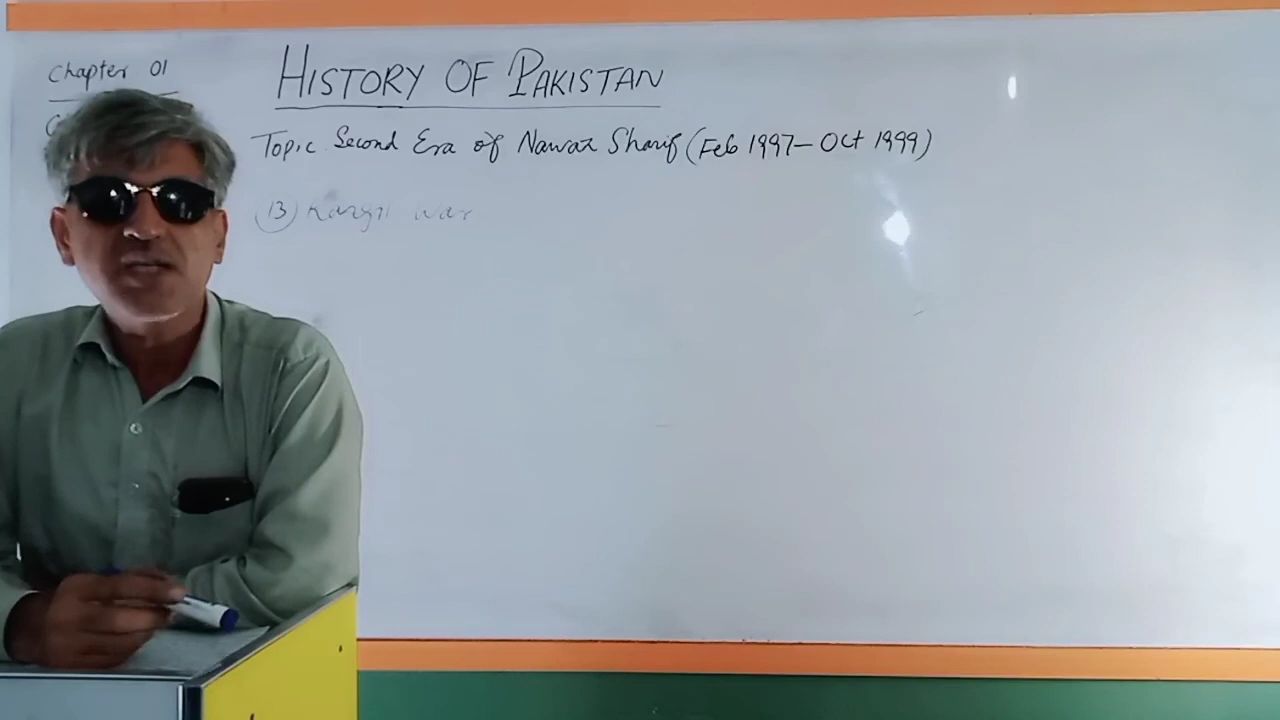 Chapter 01
HISTORY OF PAKISTAN
Topic Second Era of Nawaz Sharif (Feb 1997 - Oct 1999)
(13) Kargil war